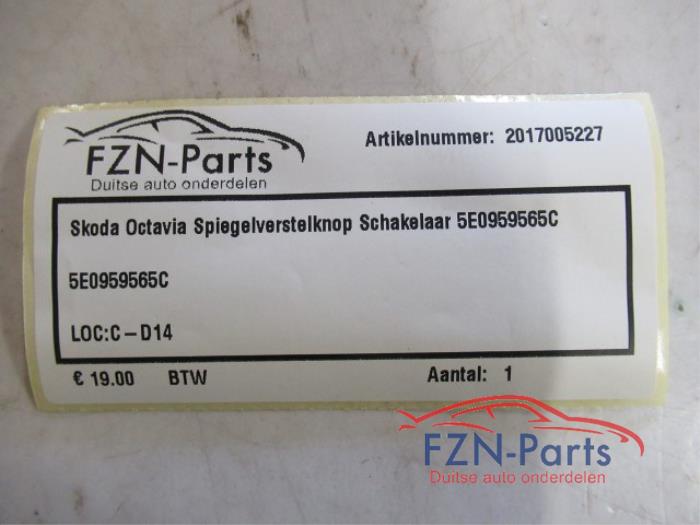 FZN-Parts
Duitse auto onderdelen
Artikelnummer: 2017005227
Skoda Octavia Spiegelverstelknop Schakelaar 5E0959565C
5E0959565C
LOC:C-D14
€ 19.00 BTW Aantal: 1
FZN-Parts
Duitse auto onderdelen